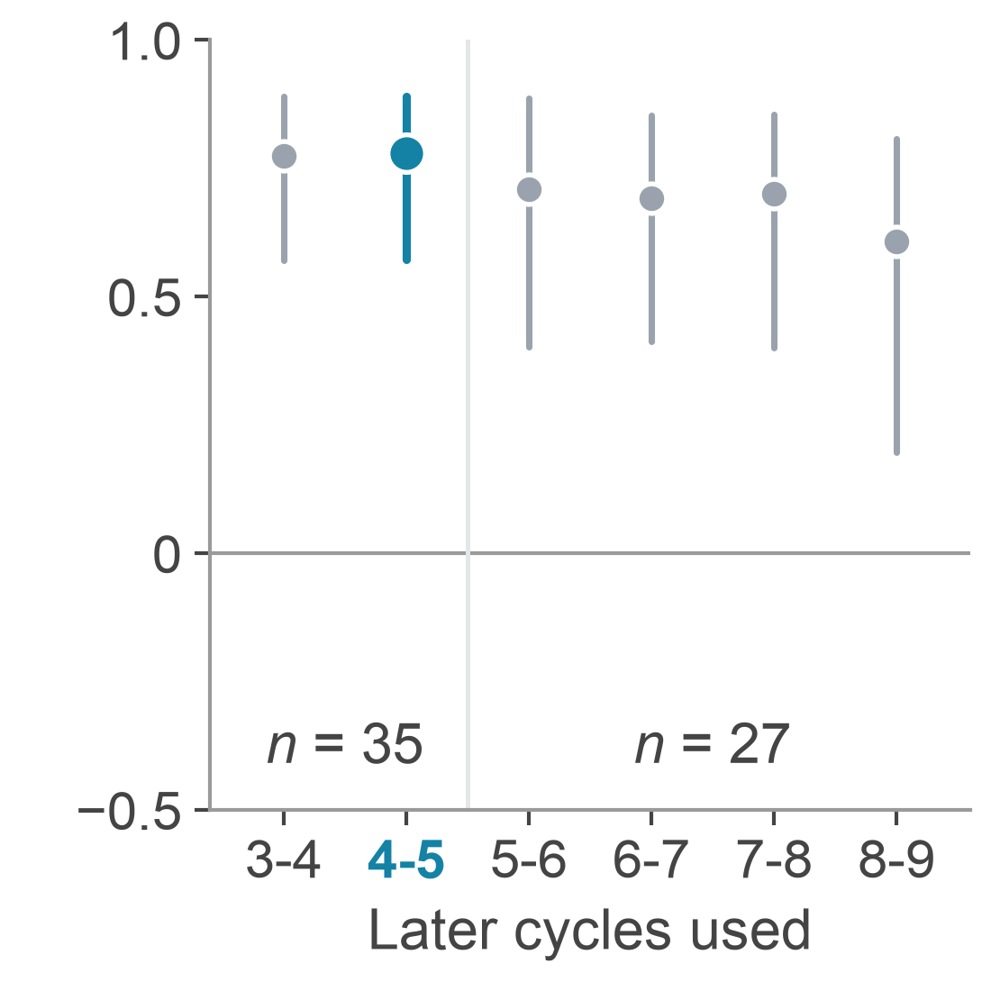 1.0
0.5
0
n = 35 n = 27
−0.5
3-4 4-5 5-6 6-7 7-8 8-9
Later cycles used